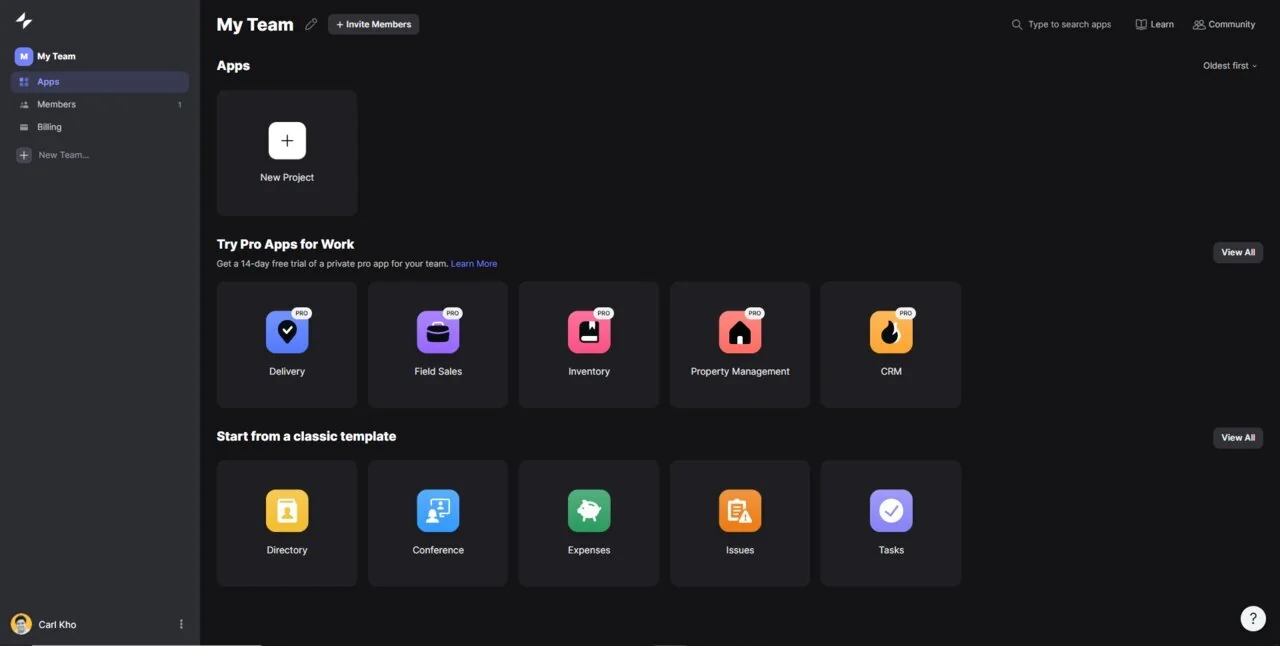 My Team
+ Invite Members
Type to search apps
Learn
Community
M My Team
Apps
Members 1
Billing
+ New Team...
Carl Kho
Apps
Oldest first
+
New Project
Try Pro Apps for Work
View All
Get a 14-day free trial of a private pro app for your team. Learn More
PRO
Delivery
PRO
Field Sales
PRO
Inventory
PRO
Property Management
PRO
CRM
Start from a classic template
View All
Directory
Conference
Expenses
Issues
Tasks
?